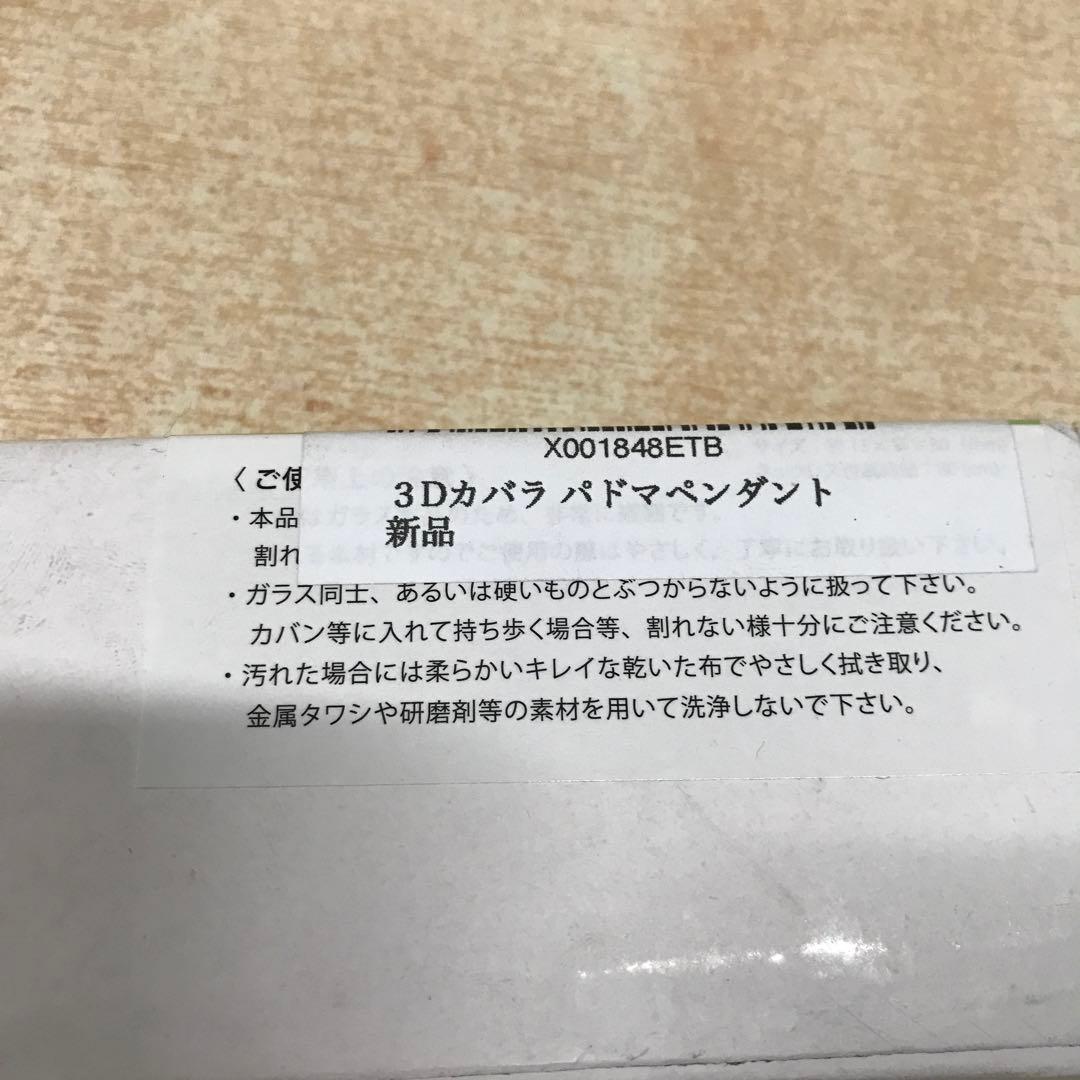 X001848ETB
３Dカバラ パドマペンダント
新品
〈 ご使
・本品
割れ
・ガラス同士、あるいは硬いものとぶつからないように扱って下さい。
カバン等に入れて持ち歩く場合等、割れない様十分にご注意ください。
・汚れた場合には柔らかいキレイな乾いた布でやさしく拭き取り、
金属タワシや研磨剤等の素材を用いて洗浄しないで下さい。